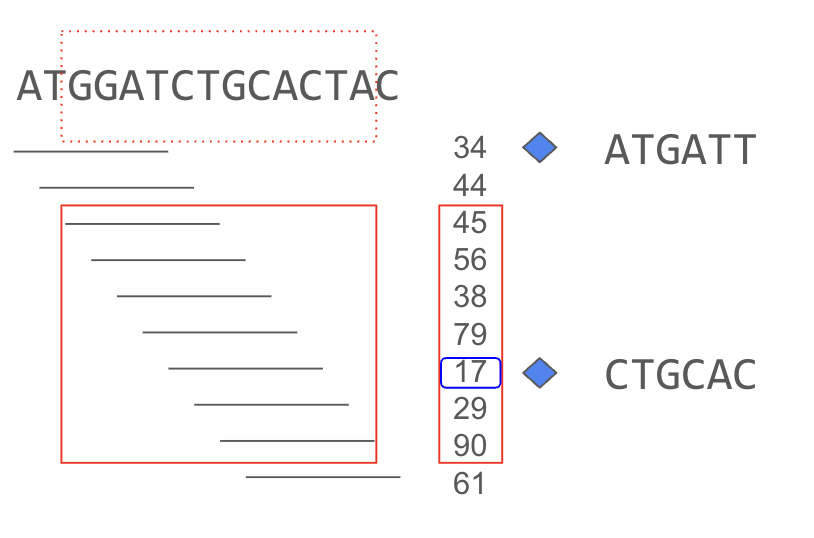 ATGGATCTGCACTAC
34 ATGATT
44
45
56
38
79
17 CTGCAC
29
90
61